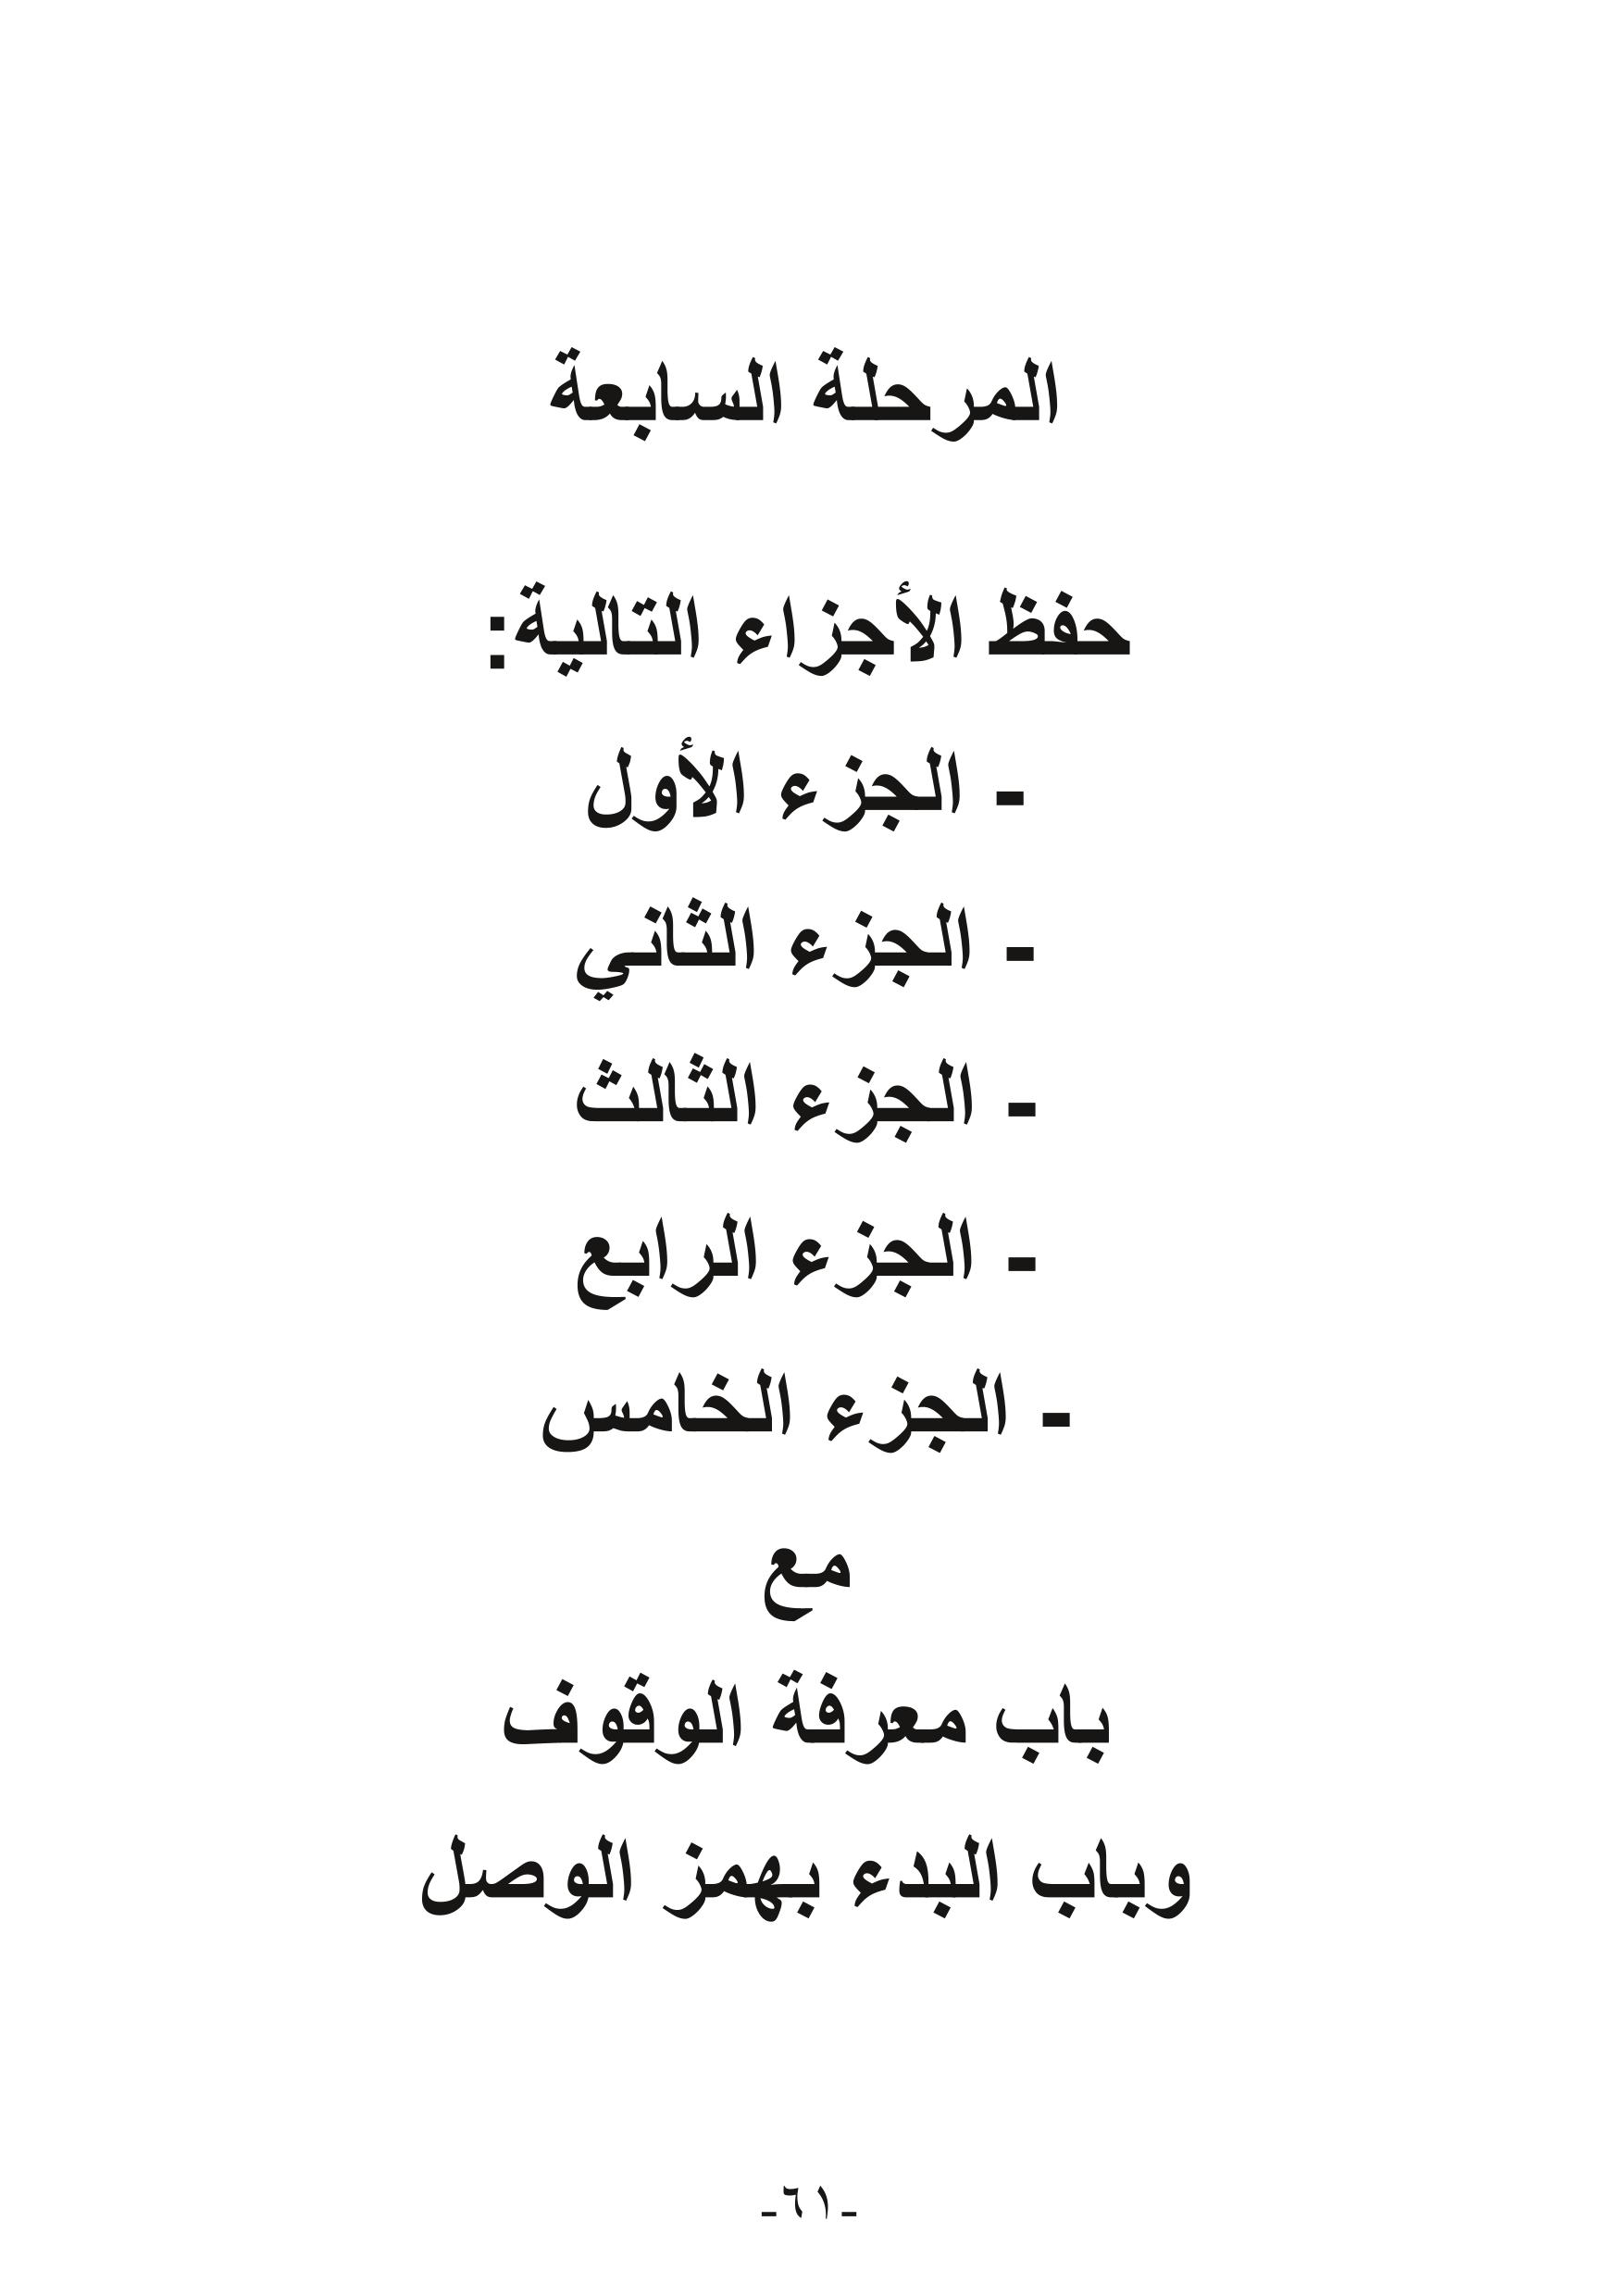 المرحلة السابعة
حفظ الأجزاء التالية:
- الجزء الأول
- الجزء الثاني
- الجزء الثالث
- الجزء الرابع
- الجزء الخامس
مع
باب معرفة الوقوف
وباب البدء بهمز الوصل
-٦١-